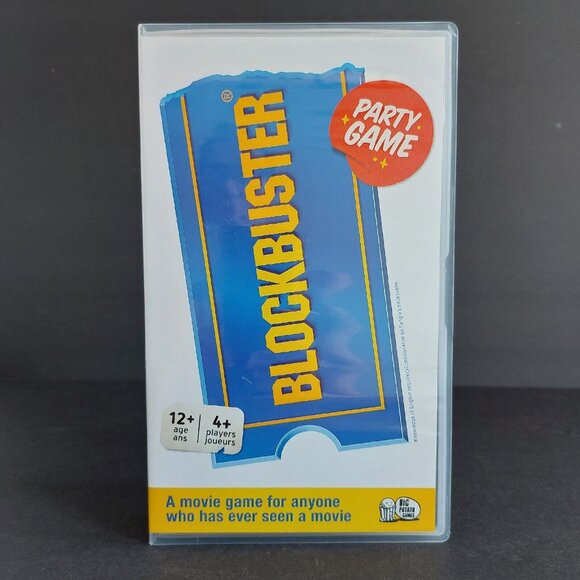 BLOCKBUSTER®
PARTY
GAME
12+
age
ans
4+
players
joueurs
A movie game for anyone
who has ever seen a movie
BIG
POTATO
GAMES